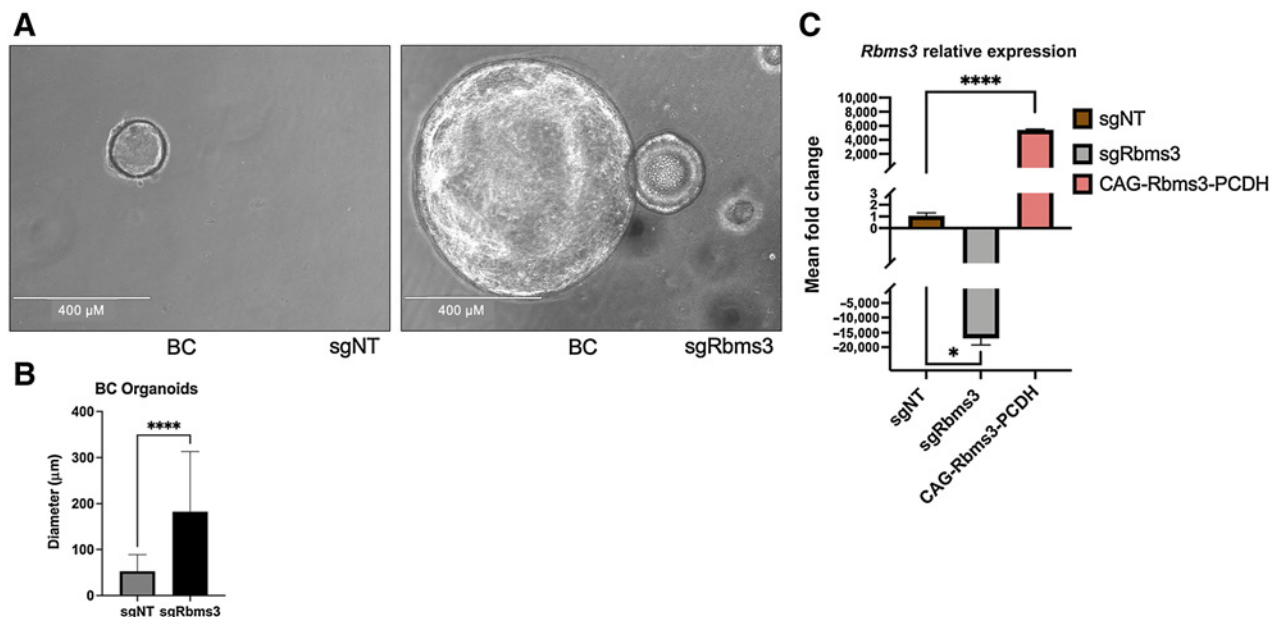 A
400 μM
BC sgNT
400 μM
BC sgRbms3
B
BC Organoids
Diameter (μm)
400
300
200
100
0
****
sgNT sgRbms3
C
Rbms3 relative expression
Mean fold change
10,000
8,000
6,000
4,000
2,000
3
2
1
0
–5,000
–10,000
–15,000
–20,000
****
*
sgNT
sgRbms3
CAG-Rbms3-PCDH
sgNT
sgRbms3
CAG-Rbms3-PCDH